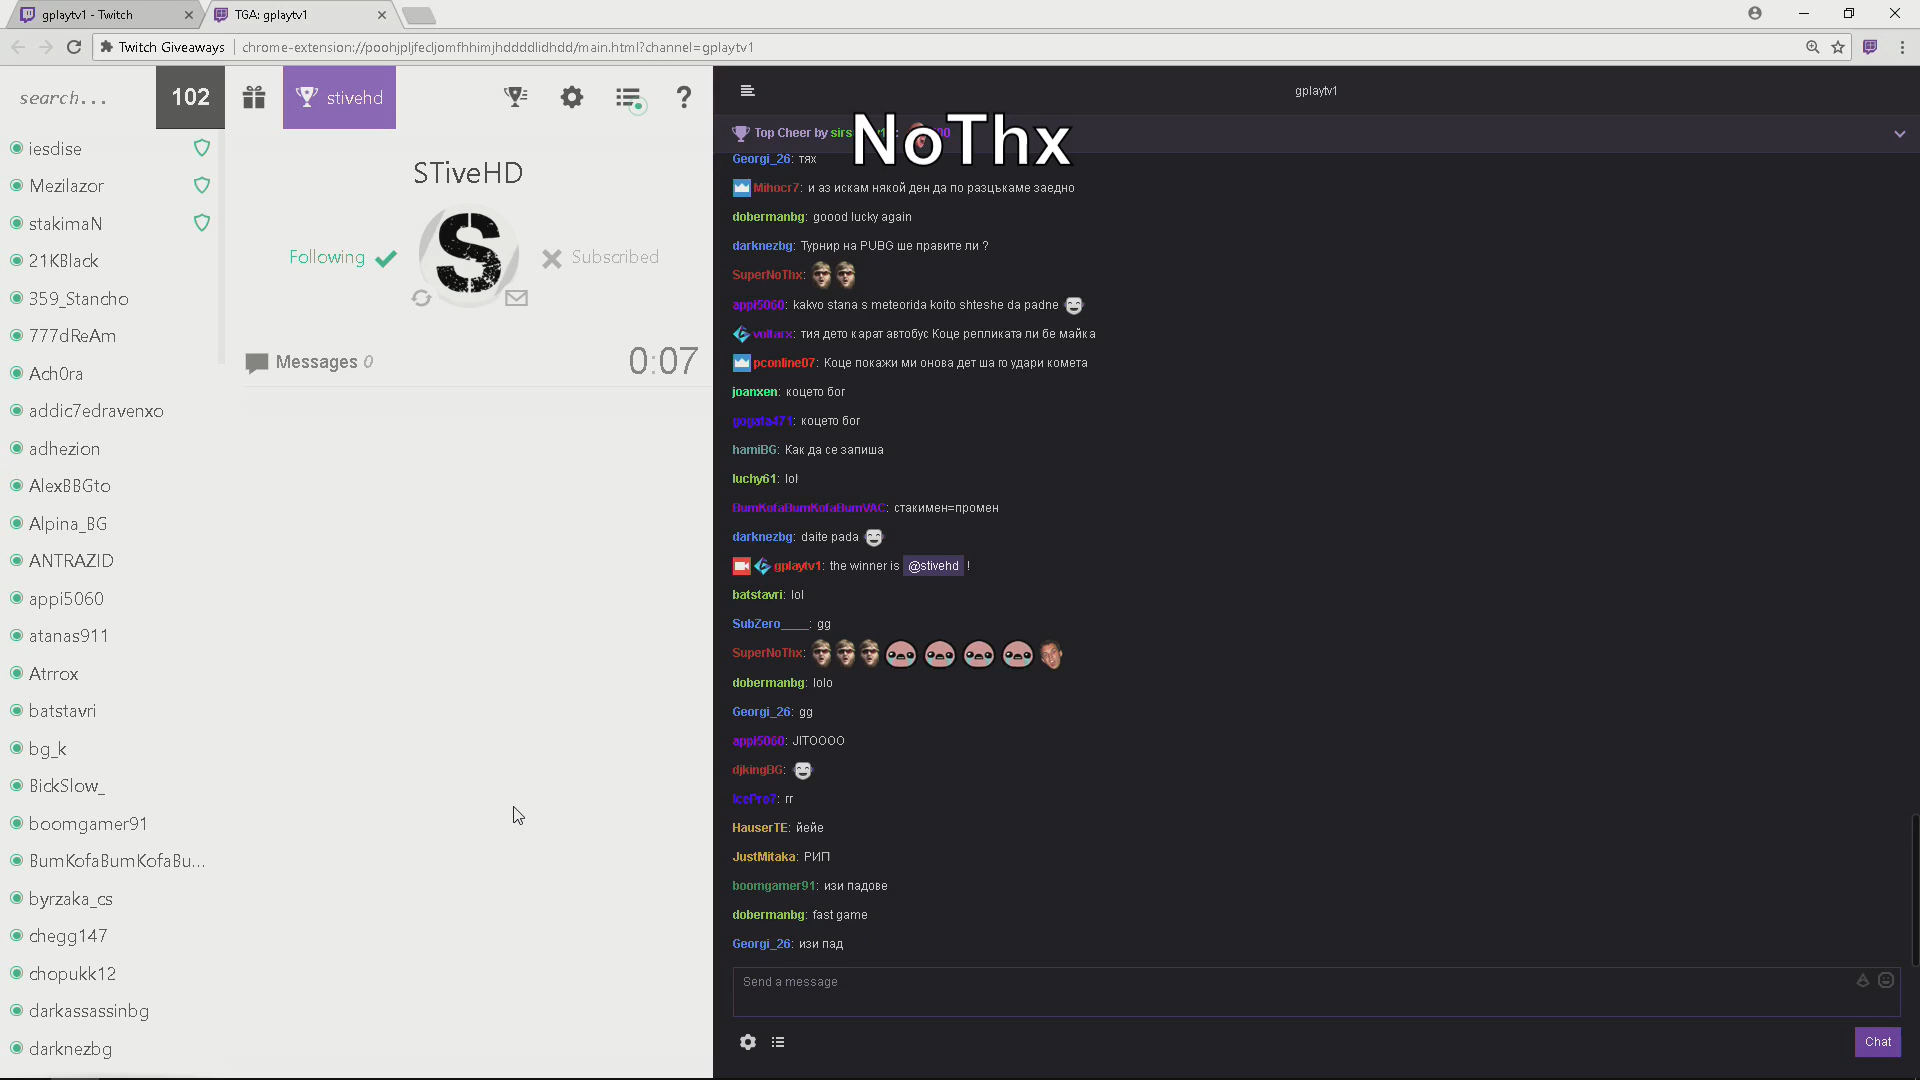 gplaytv1 - Twitch
TGA: gplaytv1
Twitch Giveaways
chrome-extension://poohjpljfecljomfhhimjhddddlidhdd/main.html?channel=gplaytv1
search...
102
stivehd
?
iesdise
Mezilazor
stakimaN
21KBlack
359_Stancho
777dReAm
Ach0ra
addic7edravenxo
adhezion
AlexBBGto
Alpina_BG
ANTRAZID
appi5060
atanas911
Atrrox
batstavri
bg_k
BickSlow_
boomgamer91
BumKofaBumKofaBu...
byrzaka_cs
chegg147
chopukk12
darkassassinbg
darknezbg
STiveHD
Following
S
Subscribed
Messages 0
0:07
gplaytv1
NoThx
Top Cheer by sirs
Georgi_26: тях
Mihocr7: и аз искам някой ден да по разцъкаме заедно
dobermanbg: goood lucky again
darknezbg: Турнир на PUBG ше правите ли ?
SuperNoThx:
appi5060: kakvo stana s meteorida koito shteshe da padne
voltarx: тия дето карат автобус Коце репликата ли бе майка
pconline07: Коце покажи ми онова дет ша го удари комета
joanxen: коцето бог
gogata471: коцето бог
hamiBG: Как да се запиша
luchy61: lol
BumKofaBumKofaBumVAC: стакимен=промен
darknezbg: daite pada
gplaytv1: the winner is @stivehd !
batstavri: lol
SubZero____: gg
SuperNoThx:
dobermanbg: lolo
Georgi_26: gg
appi5060: JITOOOO
djkingBG:
IcePro7: rr
HauserTE: йейе
JustMitaka: РИП
boomgamer91: изи падове
dobermanbg: fast game
Georgi_26: изи пад
Send a message
Chat